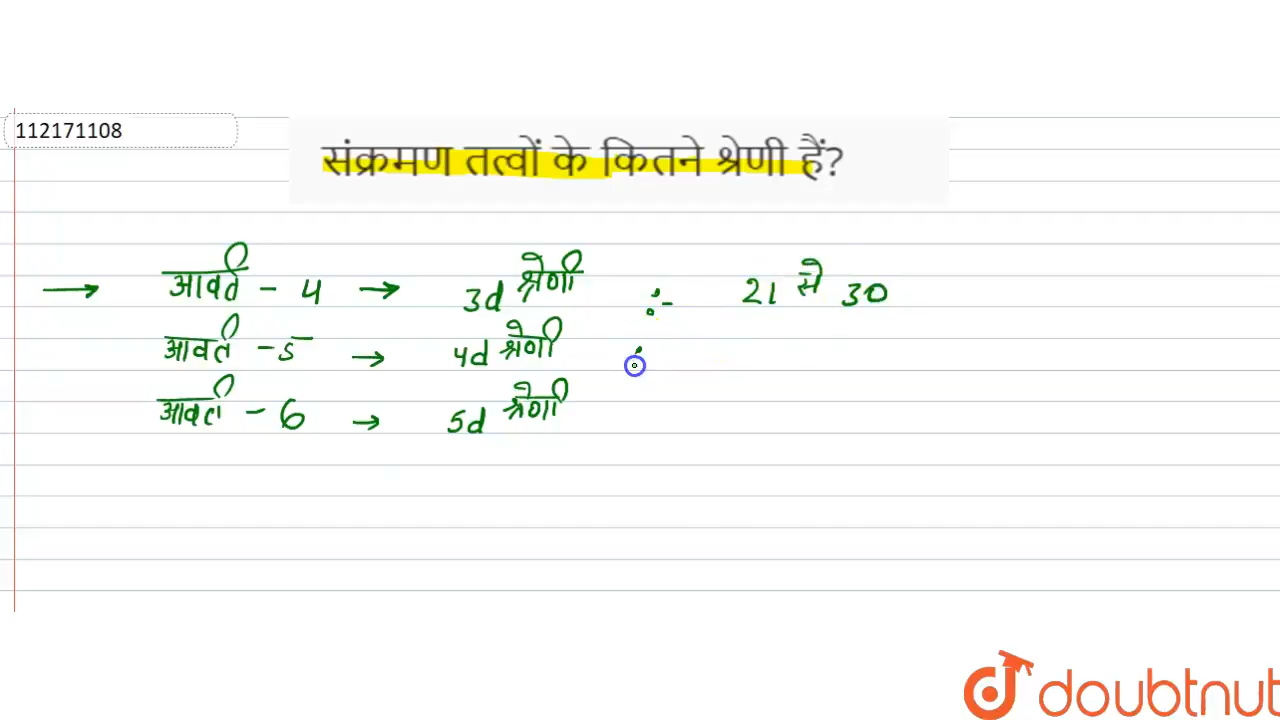 112171108
संक्रमण तत्वों के कितने श्रेणी हैं?
→ आवर्त - 4 → 3d श्रेणी :- 21 से 30
आवर्त - 5 → 4d श्रेणी
आवर्त - 6 → 5d श्रेणी
doubtnut